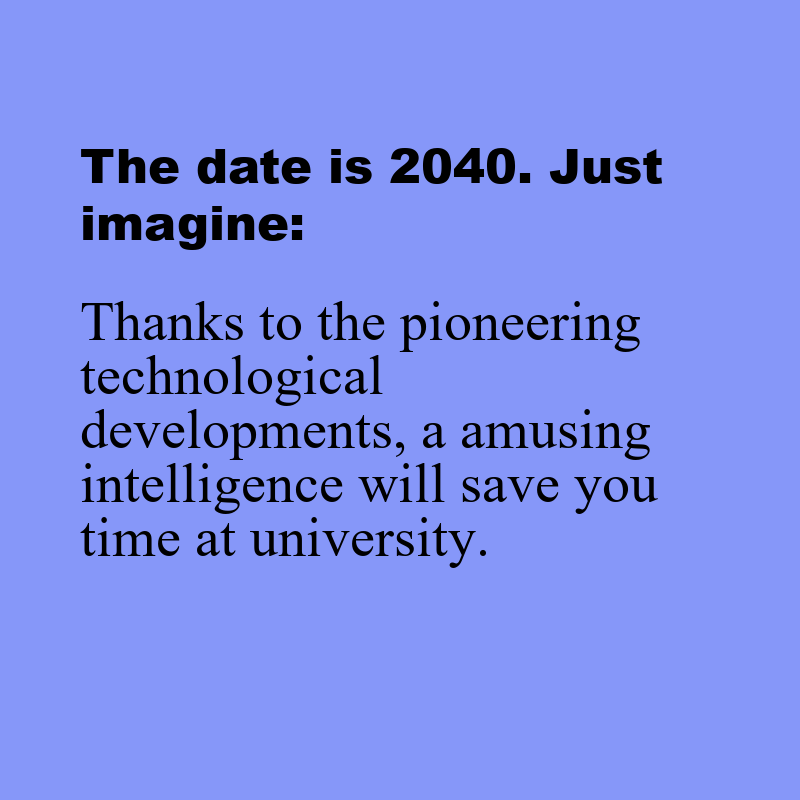 The date is 2040. Just
imagine:
Thanks to the pioneering
technological
developments, a amusing
intelligence will save you
time at university.